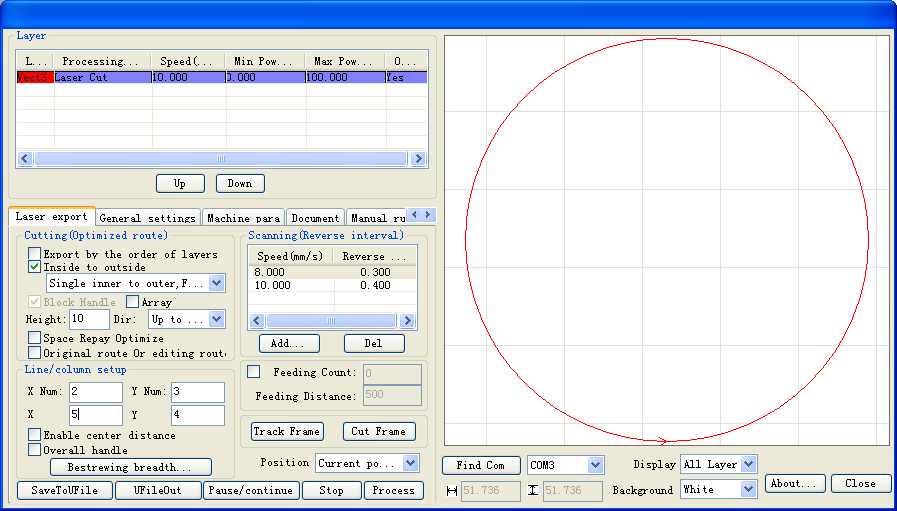 Layer
L... Processing... Speed(... Min Pow... Max Pow... O...
Vect3 Laser Cut 10.000 0.000 100.000 Yes
Up Down
Laser export General settings Machine para Document Manual ru
Cutting(Optimized route)
Export by the order of layers
Inside to outside
Single inner to outer,F...
Block Handle Array
Height: 10 Dir: Up to ...
Space Repay Optimize
Original route Or editing rout
Line/column setup
X Num: 2 Y Num: 3
X 5 Y 4
Enable center distance
Overall handle
Bestrewing breadth...
Scanning(Reverse interval)
Speed(mm/s) Reverse ...
8.000 0.300
10.000 0.400
Add... Del
Feeding Count: 0
Feeding Distance: 500
Track Frame Cut Frame
Position Current po...
SaveToUFile UFileOut Pause/continue Stop Process
Find Com COM3 Display All Layer
51.736 51.736 Background White About... Close